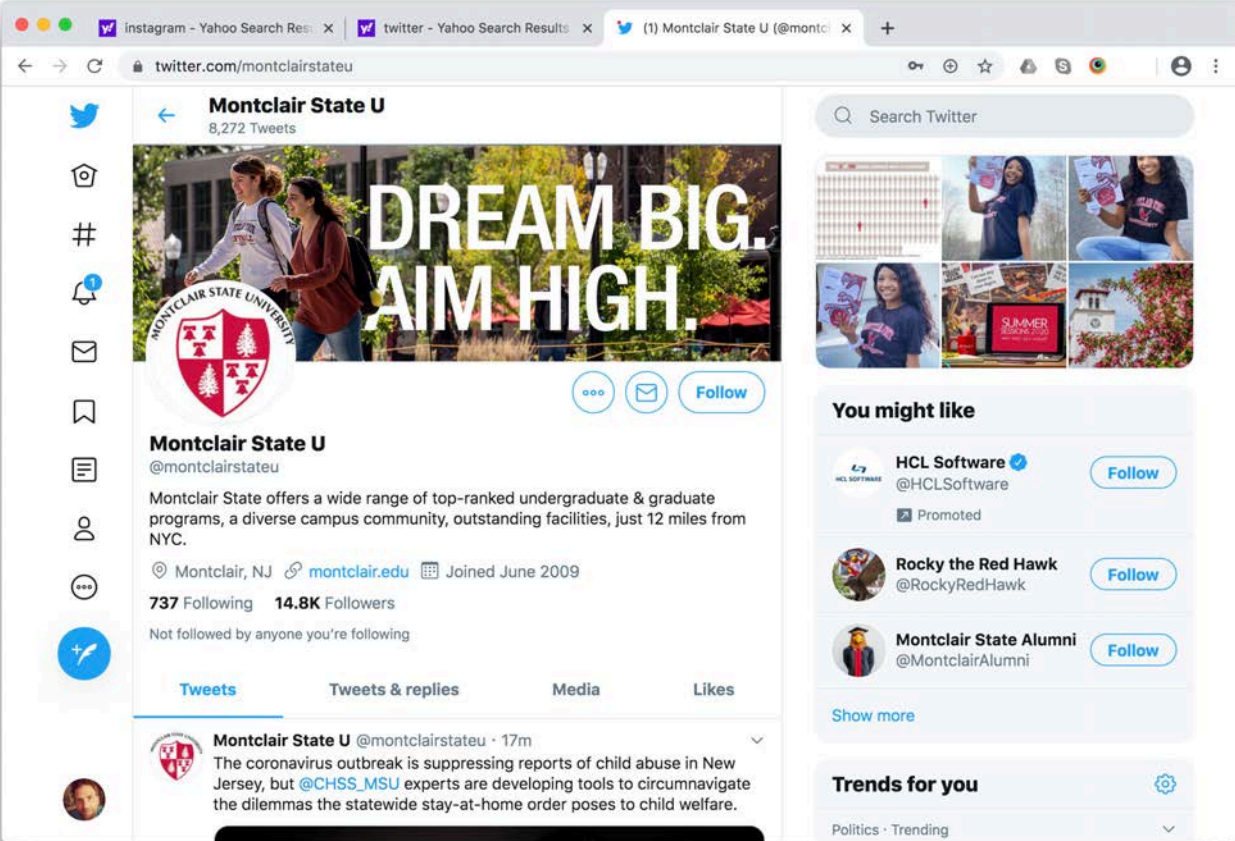 instagram - Yahoo Search Res
twitter - Yahoo Search Results
(1) Montclair State U (@montcl
twitter.com/montclairstateu
Montclair State U
8,272 Tweets
Search Twitter
DREAM BIG.
AIM HIGH.
MONTCLAIR STATE UNIVERSITY
SUMMER
SESSIONS 2020
Follow
Montclair State U
@montclairstateu
Montclair State offers a wide range of top-ranked undergraduate & graduate
programs, a diverse campus community, outstanding facilities, just 12 miles from
NYC.
Montclair, NJ montclair.edu Joined June 2009
737 Following 14.8K Followers
Not followed by anyone you're following
Tweets Tweets & replies Media Likes
Montclair State U @montclairstateu · 17m
The coronavirus outbreak is suppressing reports of child abuse in New
Jersey, but @CHSS_MSU experts are developing tools to circumnavigate
the dilemmas the statewide stay-at-home order poses to child welfare.
You might like
HCL SOFTWARE
HCL Software
@HCLSoftware
Follow
Promoted
Rocky the Red Hawk
@RockyRedHawk
Follow
Montclair State Alumni
@MontclairAlumni
Follow
Show more
Trends for you
Politics · Trending
1